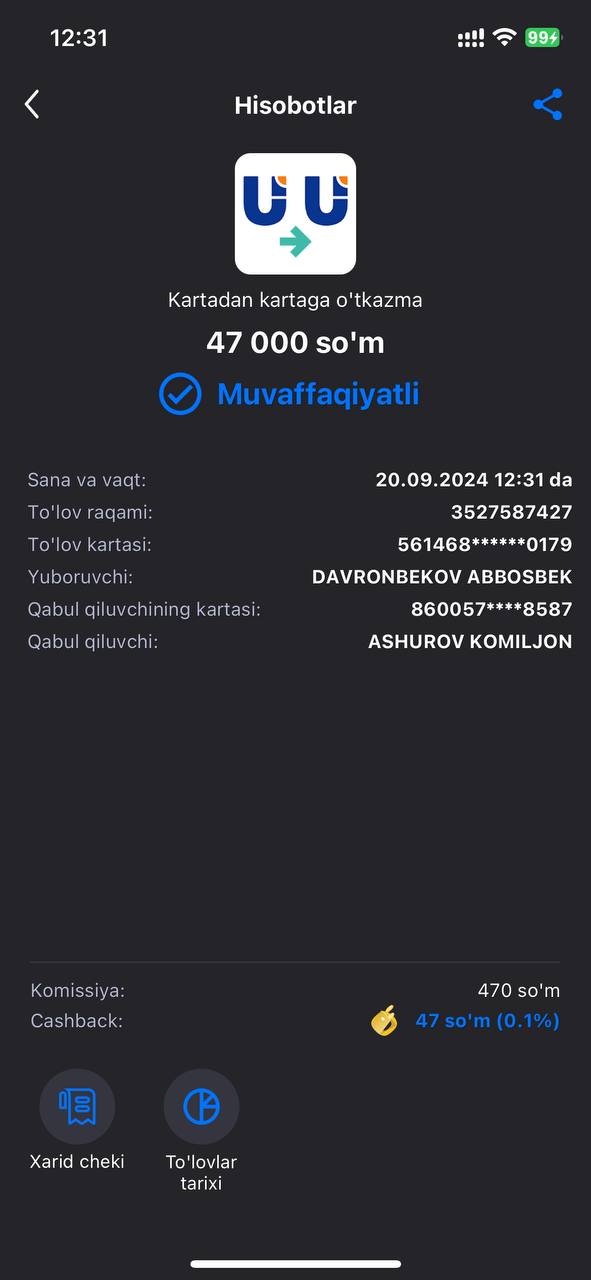 12:31
99
Hisobotlar
Kartadan kartaga o'tkazma
47 000 so'm
Muvaffaqiyatli
Sana va vaqt: 20.09.2024 12:31 da
To'lov raqami: 3527587427
To'lov kartasi: 561468******0179
Yuboruvchi: DAVRONBEKOV ABBOSBEK
Qabul qiluvchining kartasi: 860057****8587
Qabul qiluvchi: ASHUROV KOMILJON
Komissiya: 470 so'm
Cashback: 47 so'm (0.1%)
Xarid cheki
To'lovlar
tarixi